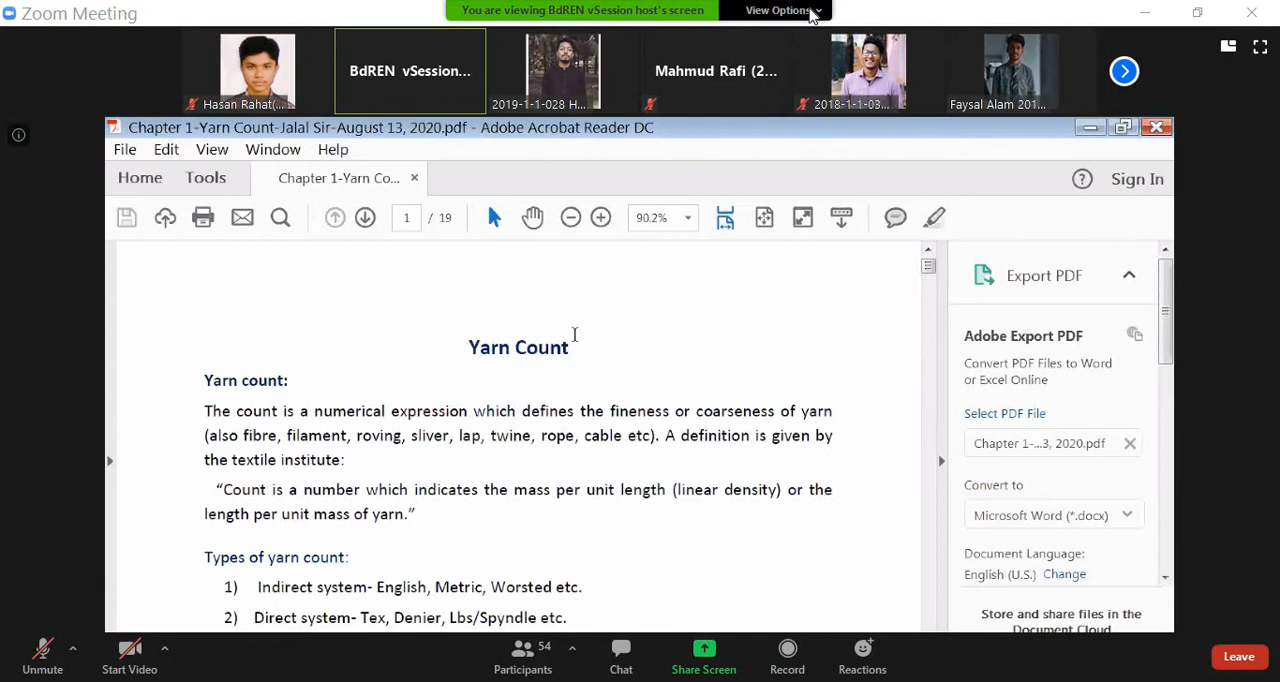 Zoom Meeting
You are viewing BdREN vSession host's screen
View Options
Hasan Rahat(...
BdREN vSession...
2019-1-1-028 H...
Mahmud Rafi (2...
2018-1-1-03...
Faysal Alam 201...
Chapter 1-Yarn Count-Jalal Sir-August 13, 2020.pdf - Adobe Acrobat Reader DC
File Edit View Window Help
Home Tools Chapter 1-Yarn Co... × Sign In
1 / 19 90.2%
Yarn Count
Yarn count:
The count is a numerical expression which defines the fineness or coarseness of yarn
(also fibre, filament, roving, sliver, lap, twine, rope, cable etc). A definition is given by
the textile institute:
“Count is a number which indicates the mass per unit length (linear density) or the
length per unit mass of yarn.”
Types of yarn count:
1) Indirect system- English, Metric, Worsted etc.
2) Direct system- Tex, Denier, Lbs/Spyndle etc.
Export PDF
Adobe Export PDF
Convert PDF Files to Word
or Excel Online
Select PDF File
Chapter 1-...3, 2020.pdf
Convert to
Microsoft Word (*.docx)
Document Language:
English (U.S.) Change
Store and share files in the
Document Cloud
Unmute
Start Video
54
Participants
Chat
Share Screen
Record
Reactions
Leave